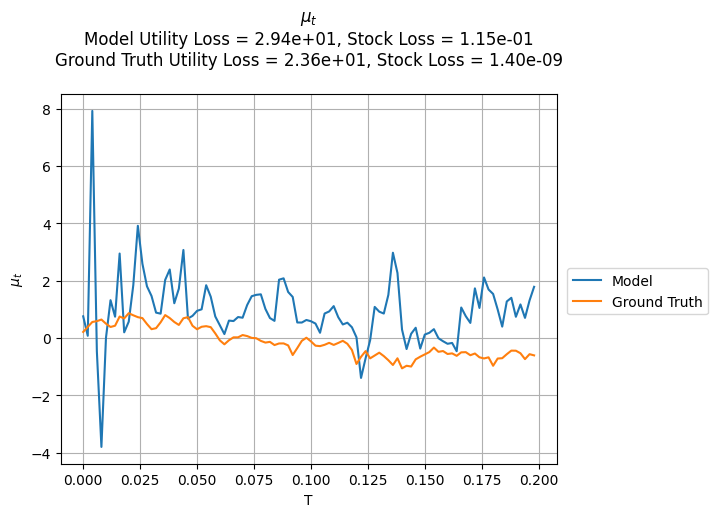 μt
Model Utility Loss = 2.94e+01, Stock Loss = 1.15e-01
Ground Truth Utility Loss = 2.36e+01, Stock Loss = 1.40e-09
8
6
4
2
0
−2
−4
μt
0.000
0.025
0.050
0.075
0.100
0.125
0.150
0.175
0.200
T
Model
Ground Truth